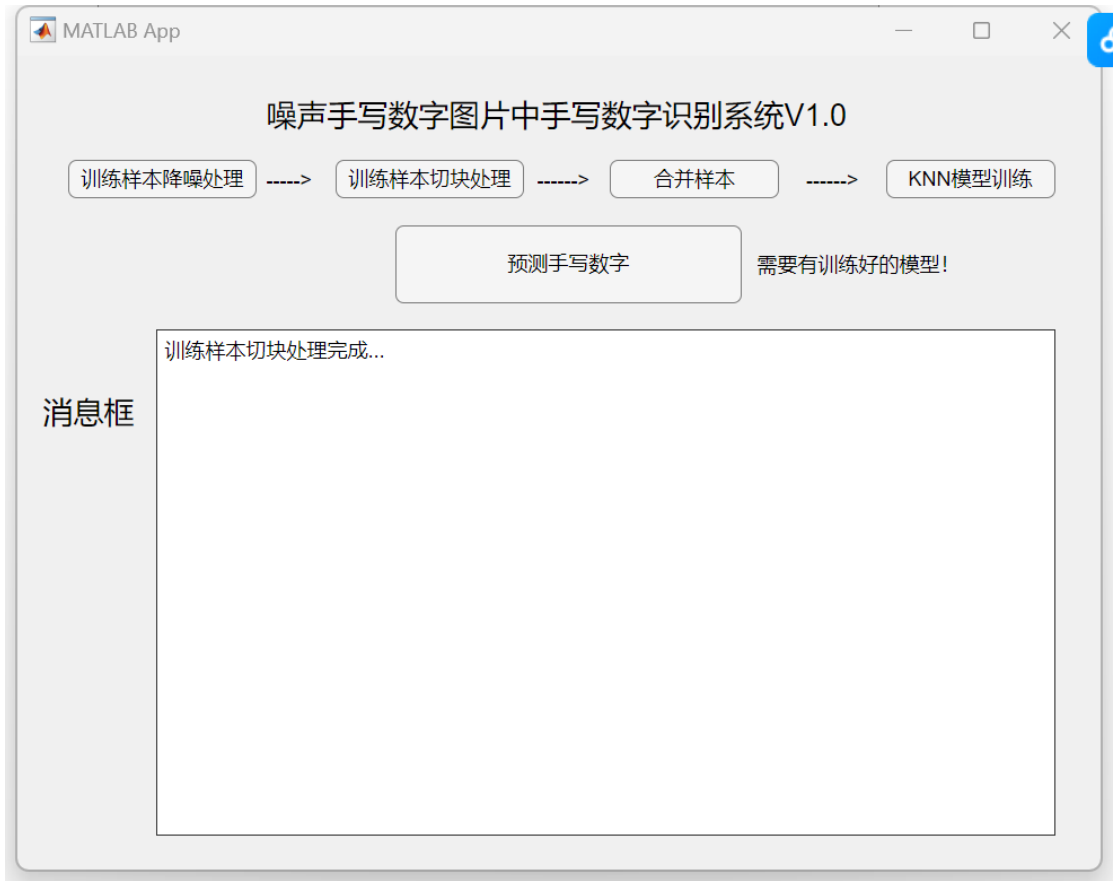 MATLAB App
噪声手写数字图片中手写数字识别系统V1.0
训练样本降噪处理 -----> 训练样本切块处理 ------> 合并样本 ------> KNN模型训练
预测手写数字 需要有训练好的模型!
训练样本切块处理完成...
消息框